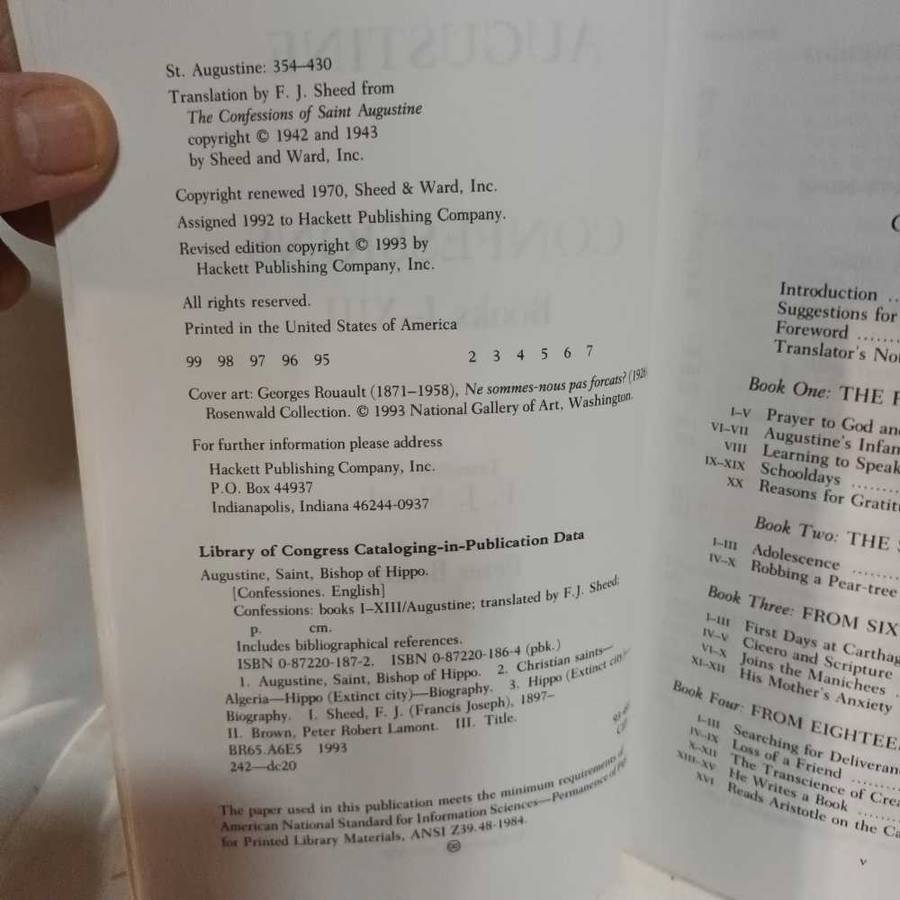 St. Augustine: 354–430
Translation by F. J. Sheed from
The Confessions of Saint Augustine
copyright © 1942 and 1943
by Sheed and Ward, Inc.
Copyright renewed 1970, Sheed & Ward, Inc.
Assigned 1992 to Hackett Publishing Company.
Revised edition copyright © 1993 by
Hackett Publishing Company, Inc.
All rights reserved.
Printed in the United States of America
99 98 97 96 95 2 3 4 5 6 7
Cover art: Georges Rouault (1871–1958), Ne sommes-nous pas forcats?
Rosenwald Collection. © 1993 National Gallery of Art, Washington.
For further information please address
Hackett Publishing Company, Inc.
P.O. Box 44937
Indianapolis, Indiana 46244-0937
Library of Congress Cataloging-in-Publication Data
Augustine, Saint, Bishop of Hippo.
[Confessiones. English]
Confessions: books I–XIII/Augustine; translated by F.J. Sheed;
p. cm.
Includes bibliographical references.
ISBN 0-87220-187-2. ISBN 0-87220-186-4 (pbk.)
1. Augustine, Saint, Bishop of Hippo. 2. Christian saints—
Algeria—Hippo (Extinct city)—Biography. 3. Hippo (Extinct city)—
Biography. I. Sheed, F. J. (Francis Joseph), 1897–
II. Brown, Peter Robert Lamont. III. Title.
BR65.A6E5 1993
242—dc20
The paper used in this publication meets the minimum requirements of
American National Standard for Information Sciences—Permanence of
for Printed Library Materials, ANSI Z39.48-1984.
Introduction ..
Suggestions for
Foreword ......
Translator's
Book One: THE
I–V Prayer to God
VI–VII Augustine's
VIII Learning to Speak
IX–XIX Schooldays ........
XX Reasons for
Book Two: THE
I–III Adolescence ........
IV–X Robbing a Pear-tree
Book Three: FROM
I–III First Days at
IV–V Cicero and Scripture
VI–X Joins the Manichees .
XI–XII His Mother's Anxiety
Book Four: FROM
I–III Searching for
IV–IX Loss of a Friend ........
X–XII The Transcience of
XIII–XV He Writes a Book ........
XVI Reads Aristotle on the
v